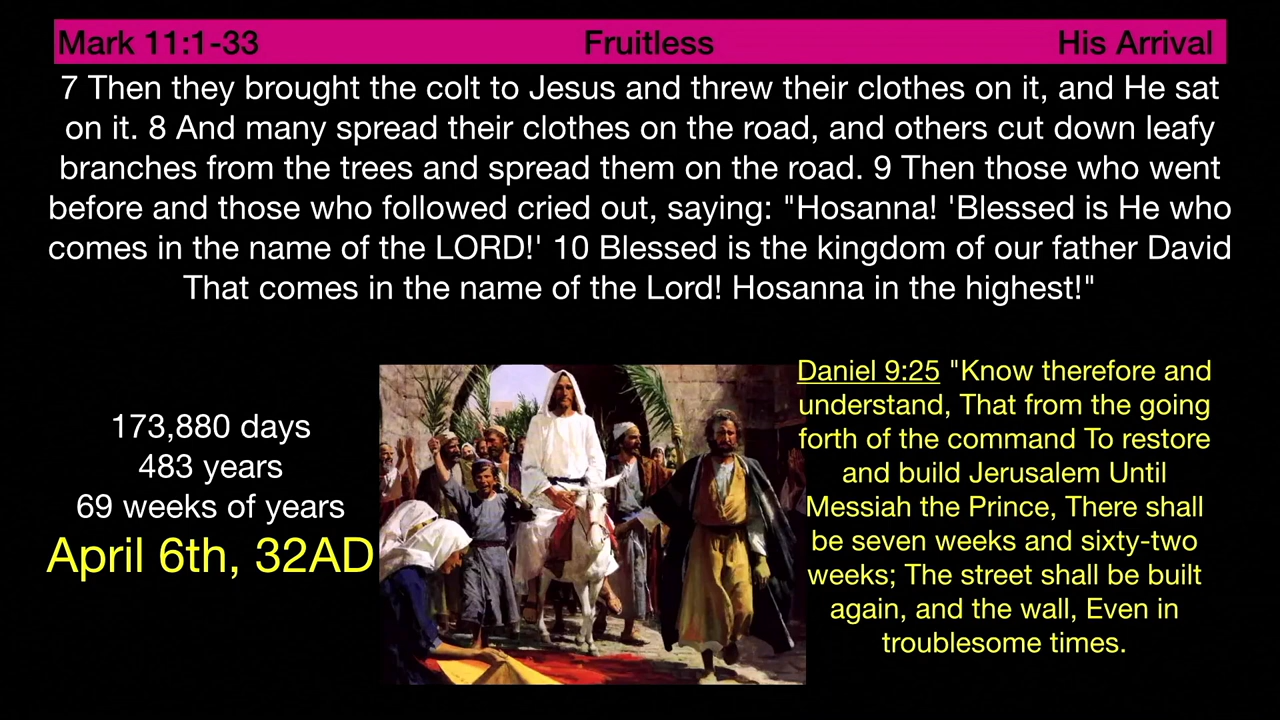 Mark 11:1-33 Fruitless His Arrival
7 Then they brought the colt to Jesus and threw their clothes on it, and He sat
on it. 8 And many spread their clothes on the road, and others cut down leafy
branches from the trees and spread them on the road. 9 Then those who went
before and those who followed cried out, saying: "Hosanna! 'Blessed is He who
comes in the name of the LORD!' 10 Blessed is the kingdom of our father David
That comes in the name of the Lord! Hosanna in the highest!"
173,880 days
483 years
69 weeks of years
April 6th, 32AD
Daniel 9:25 "Know therefore and
understand, That from the going
forth of the command To restore
and build Jerusalem Until
Messiah the Prince, There shall
be seven weeks and sixty-two
weeks; The street shall be built
again, and the wall, Even in
troublesome times.